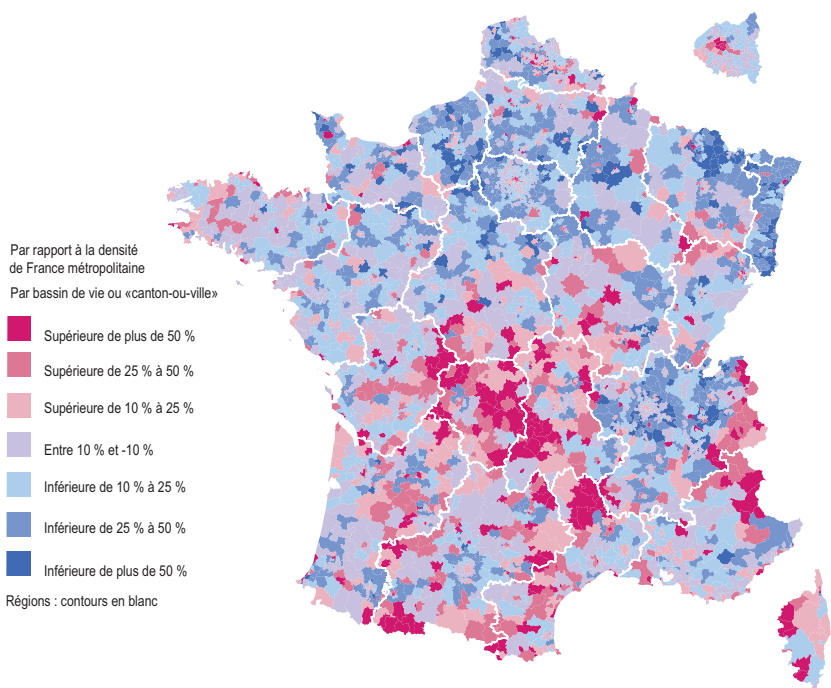 Par rapport à la densité
de France métropolitaine
Par bassin de vie ou «canton-ou-ville»
Supérieure de plus de 50 %
Supérieure de 25 % à 50 %
Supérieure de 10 % à 25 %
Entre 10 % et -10 %
Inférieure de 10 % à 25 %
Inférieure de 25 % à 50 %
Inférieure de plus de 50 %
Régions : contours en blanc